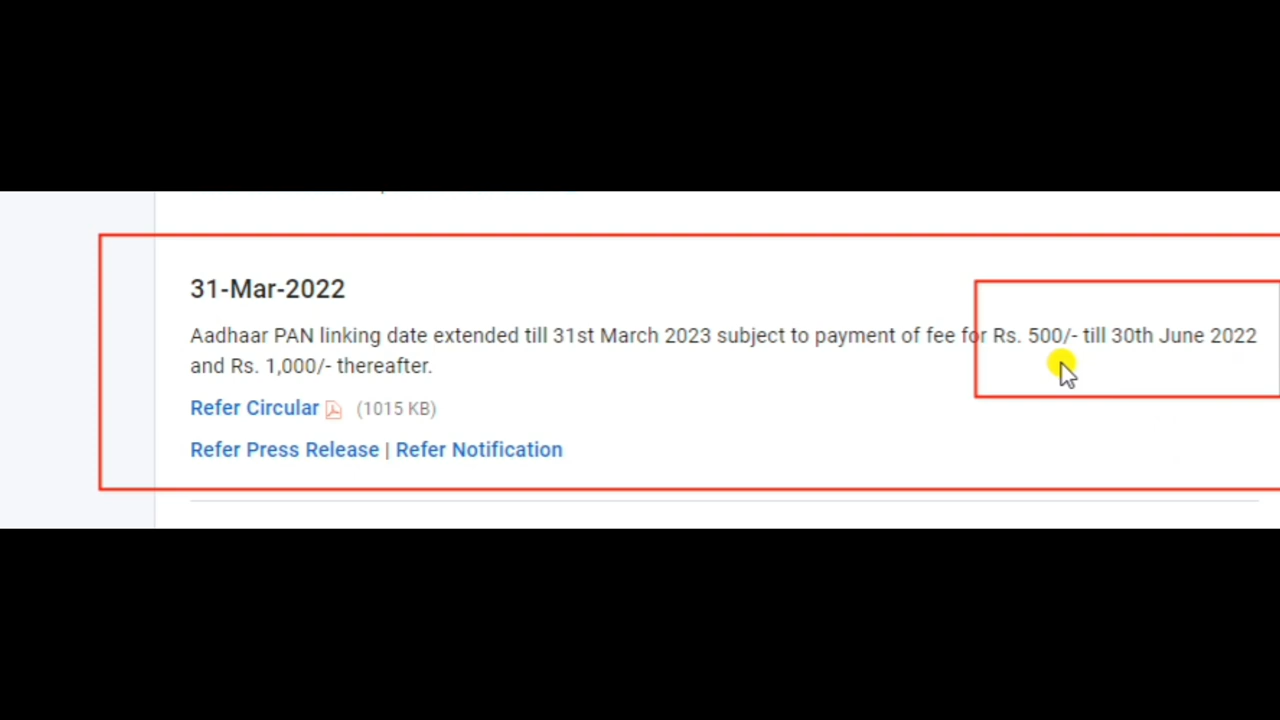 31-Mar-2022
Aadhaar PAN linking date extended till 31st March 2023 subject to payment of fee for Rs. 500/- till 30th June 2022
and Rs. 1,000/- thereafter.
Refer Circular (1015 KB)
Refer Press Release | Refer Notification